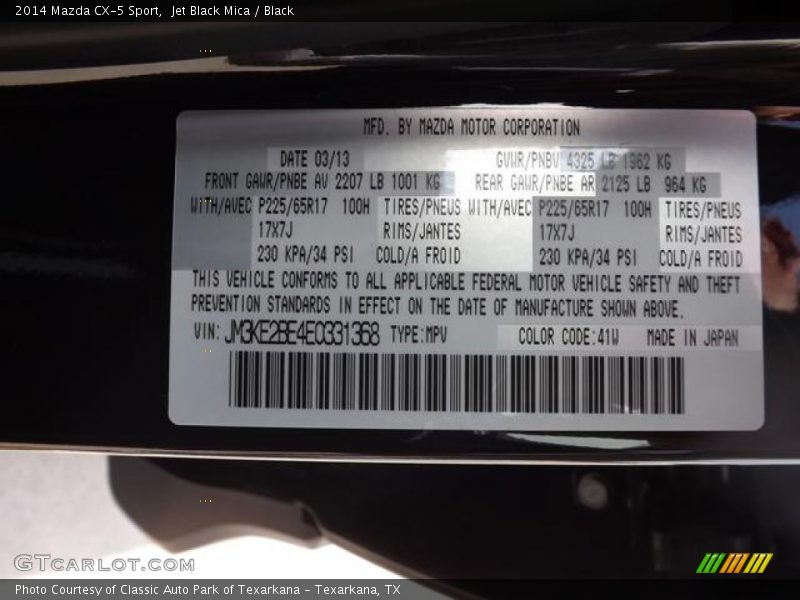 2014 Mazda CX-5 Sport,  Jet Black Mica / Black
MFD. BY MAZDA MOTOR CORPORATION
DATE 03/13 GVWR/PNBV 4325 LB 1962 KG
FRONT GAWR/PNBE AV 2207 LB 1001 KG REAR GAWR/PNBE AR 2125 LB 964 KG
WITH/AVEC P225/65R17 100H TIRES/PNEUS WITH/AVEC P225/65R17 100H TIRES/PNEUS
17X7J RIMS/JANTES 17X7J RIMS/JANTES
230 KPA/34 PSI COLD/A FROID 230 KPA/34 PSI COLD/A FROID
THIS VEHICLE CONFORMS TO ALL APPLICABLE FEDERAL MOTOR VEHICLE SAFETY AND THEFT
PREVENTION STANDARDS IN EFFECT ON THE DATE OF MANUFACTURE SHOWN ABOVE.
VIN: JM3KE2BE4E0331368 TYPE:MPV COLOR CODE:41W MADE IN JAPAN
GTcarlot.com
Photo Courtesy of Classic Auto Park of Texarkana - Texarkana, TX